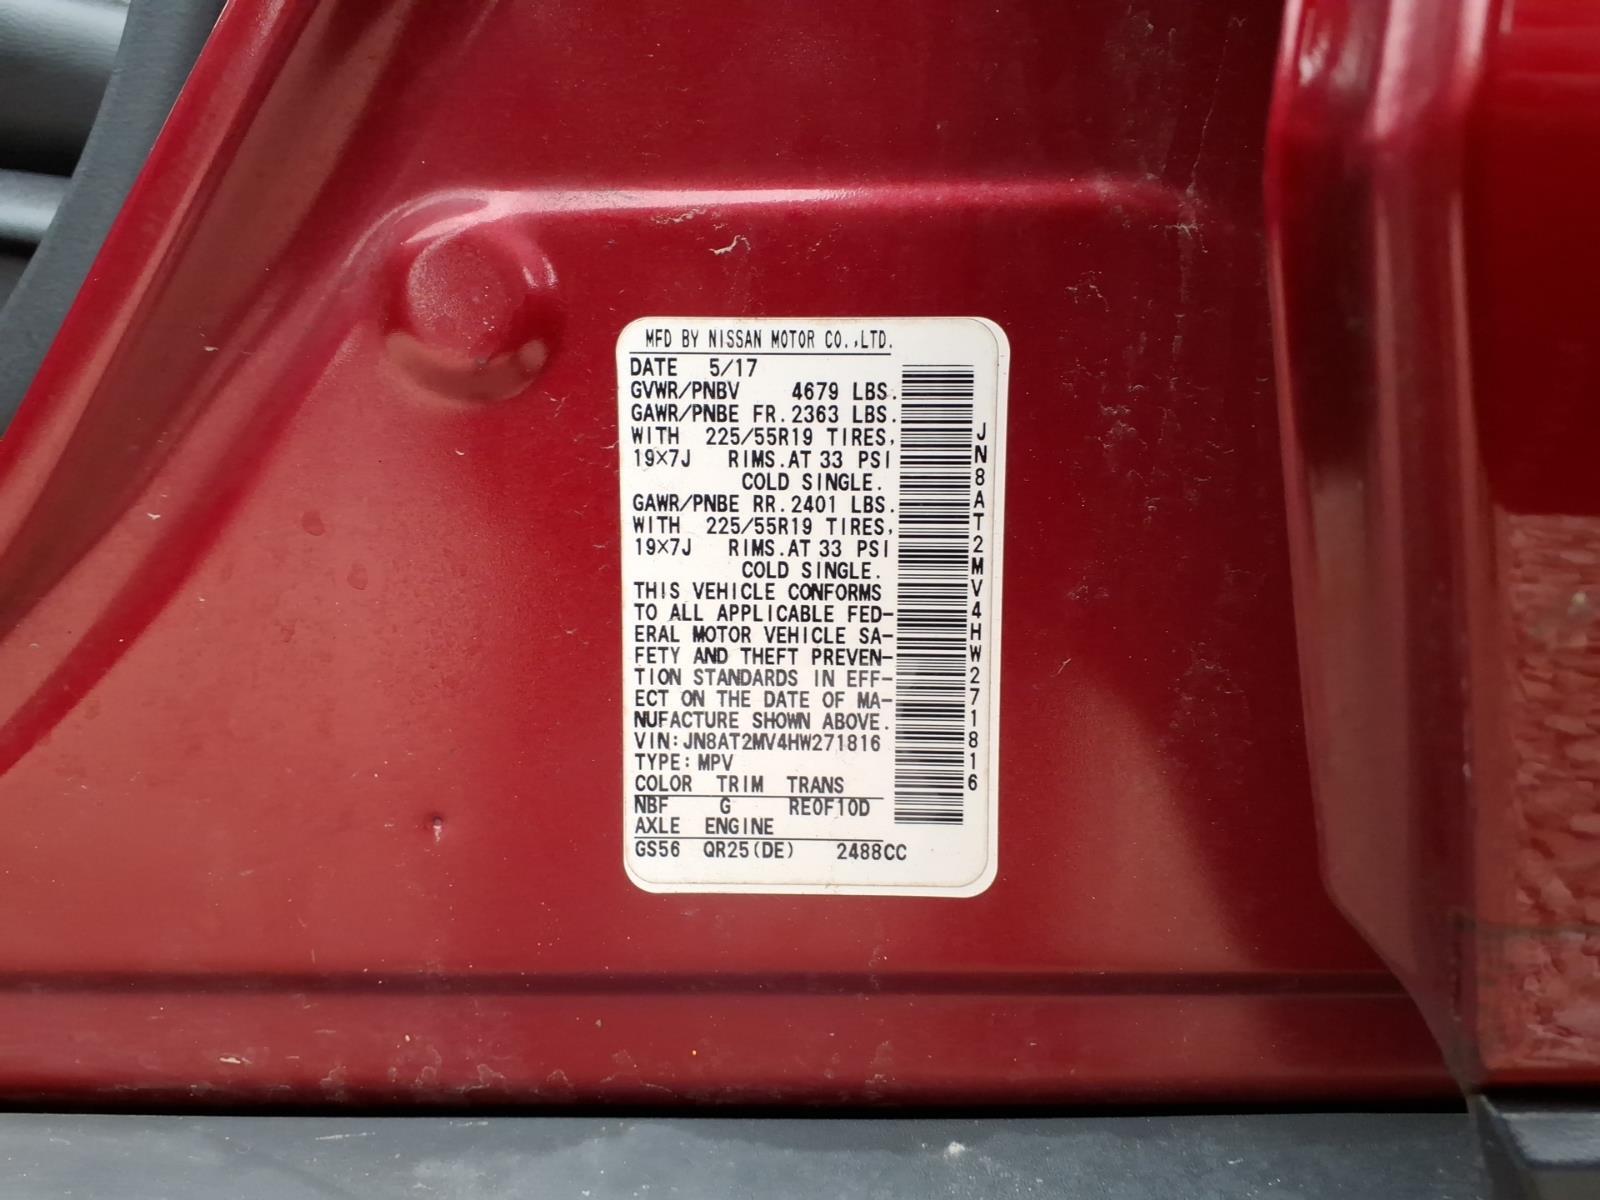 MFD BY NISSAN MOTOR CO.,LTD.
DATE 5/17
GVWR/PNBV 4679 LBS.
GAWR/PNBE FR.2363 LBS.
WITH 225/55R19 TIRES,
19×7J RIMS.AT 33 PSI
COLD SINGLE.
GAWR/PNBE RR.2401 LBS.
WITH 225/55R19 TIRES,
19×7J RIMS.AT 33 PSI
COLD SINGLE.
THIS VEHICLE CONFORMS
TO ALL APPLICABLE FED-
ERAL MOTOR VEHICLE SA-
FETY AND THEFT PREVEN-
TION STANDARDS IN EFF-
ECT ON THE DATE OF MA-
NUFACTURE SHOWN ABOVE.
VIN:JN8AT2MV4HW271816
TYPE:MPV
COLOR TRIM TRANS
NBF G RE0F10D
AXLE ENGINE
GS56 QR25(DE) 2488CC
JN8AT2MV4HW271816